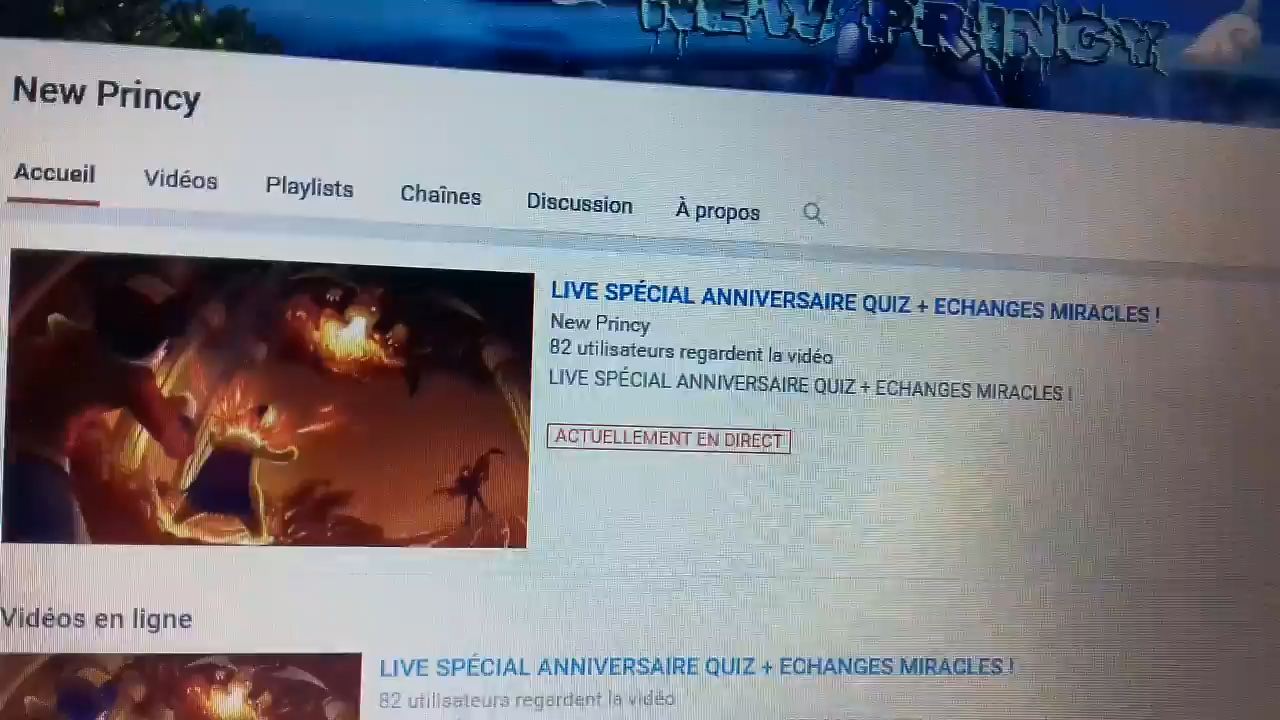 NEW PRINCY
New Princy
Accueil Vidéos Playlists Chaînes Discussion À propos
LIVE SPÉCIAL ANNIVERSAIRE QUIZ + ECHANGES MIRACLES !
New Princy
82 utilisateurs regardent la vidéo
LIVE SPÉCIAL ANNIVERSAIRE QUIZ + ECHANGES MIRACLES !
ACTUELLEMENT EN DIRECT
Vidéos en ligne
LIVE SPÉCIAL ANNIVERSAIRE QUIZ + ECHANGES MIRACLES !
82 utilisateurs regardent la vidéo